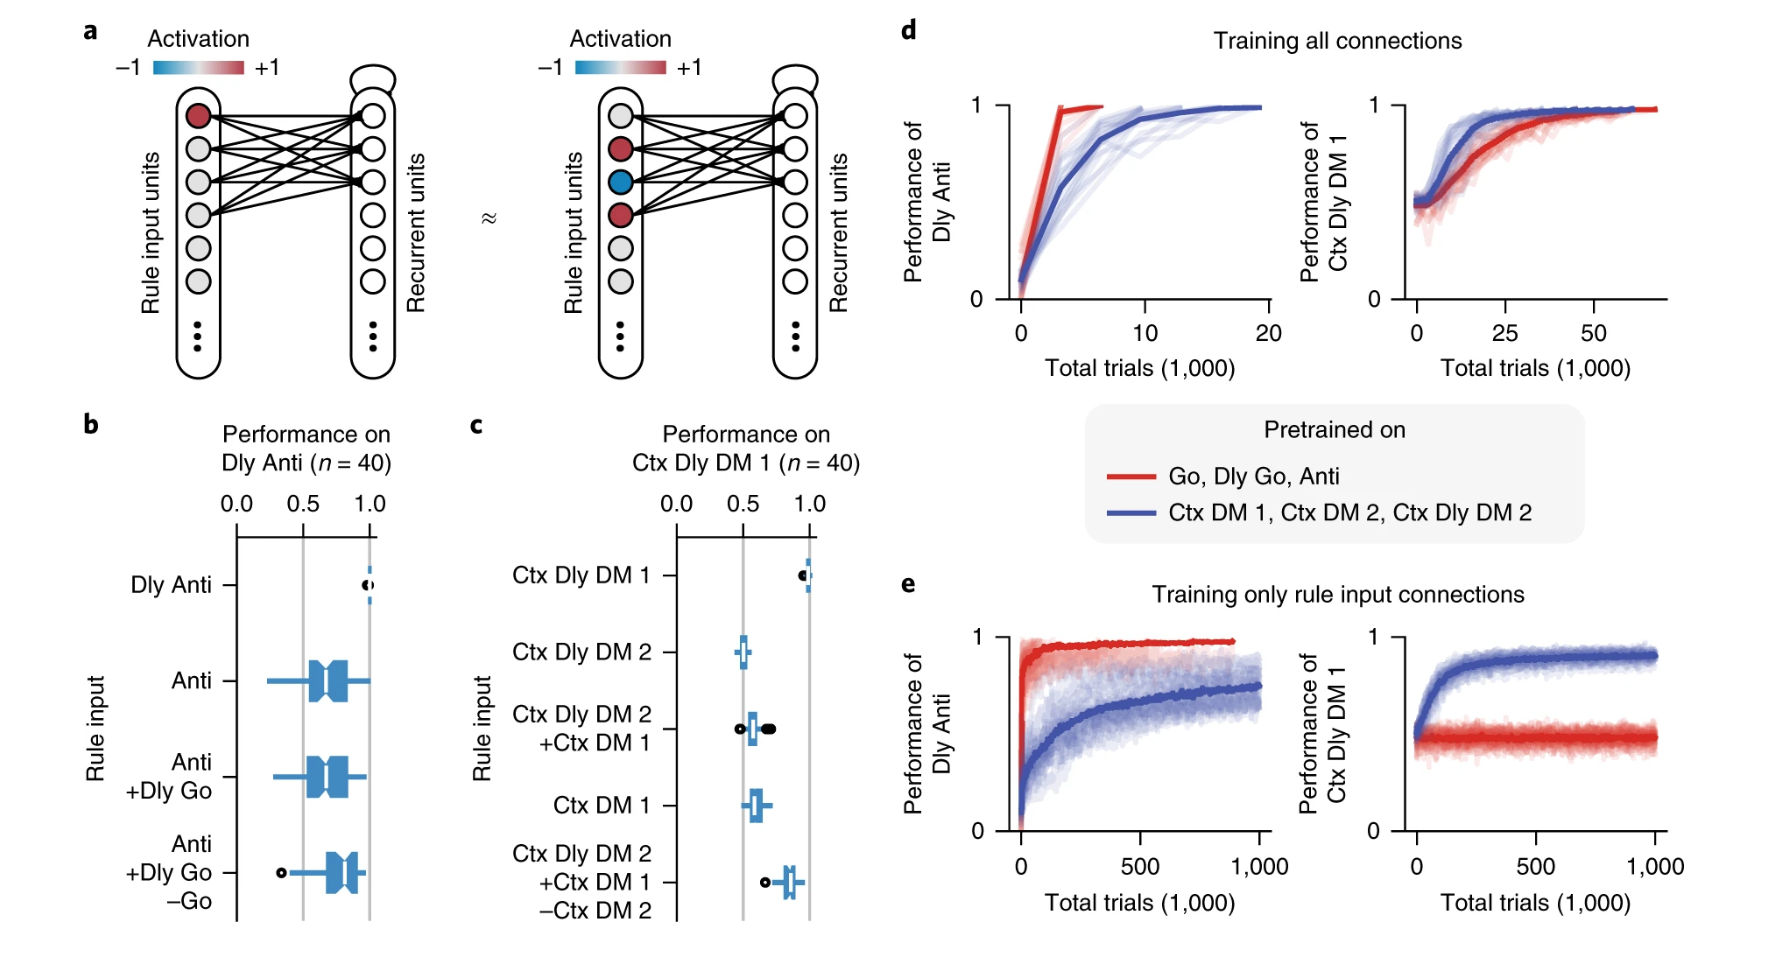 a
Activation
–1 +1
Rule input units
Recurrent units
≈
Activation
–1 +1
Rule input units
Recurrent units
b
Performance on
Dly Anti (n = 40)
0.0 0.5 1.0
Rule input
Dly Anti
Anti
Anti
+Dly Go
Anti
+Dly Go
–Go
c
Performance on
Ctx Dly DM 1 (n = 40)
0.0 0.5 1.0
Rule input
Ctx Dly DM 1
Ctx Dly DM 2
Ctx Dly DM 2
+Ctx DM 1
Ctx DM 1
Ctx Dly DM 2
+Ctx DM 1
–Ctx DM 2
d
Training all connections
Performance of
Dly Anti
1
0
0 10 20
Total trials (1,000)
Performance of
Ctx Dly DM 1
1
0
0 25 50
Total trials (1,000)
Pretrained on
Go, Dly Go, Anti
Ctx DM 1, Ctx DM 2, Ctx Dly DM 2
e
Training only rule input connections
Performance of
Dly Anti
1
0
0 500 1,000
Total trials (1,000)
Performance of
Ctx Dly DM 1
1
0
0 500 1,000
Total trials (1,000)